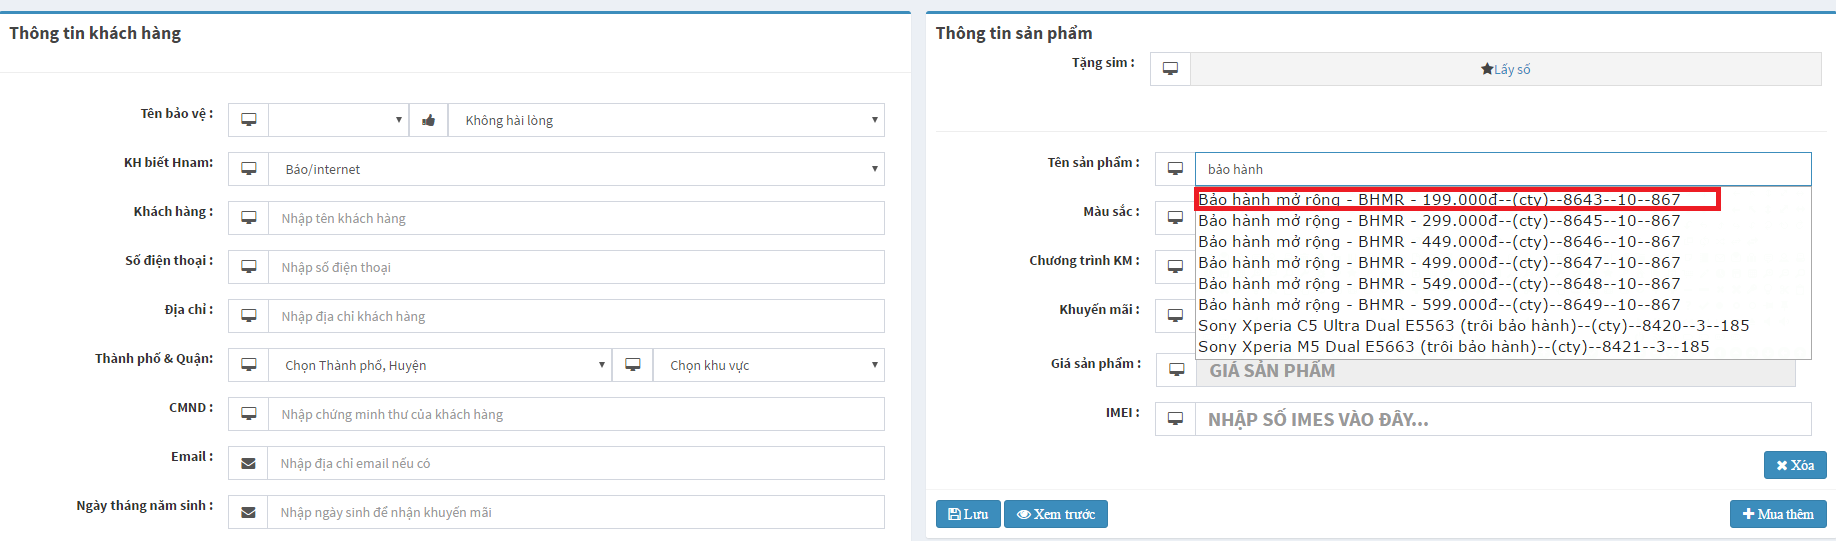 Thông tin khách hàng
Tên bảo vệ :
Không hài lòng
KH biết Hnam:
Báo/internet
Khách hàng :
Nhập tên khách hàng
Số điện thoại :
Nhập số điện thoại
Địa chỉ :
Nhập địa chỉ khách hàng
Thành phố & Quận:
Chọn Thành phố, Huyện
Chọn khu vực
CMND :
Nhập chứng minh thư của khách hàng
Email :
Nhập địa chỉ email nếu có
Ngày tháng năm sinh :
Nhập ngày sinh để nhận khuyến mãi
Thông tin sản phẩm
Tặng sim :
Lấy số
Tên sản phẩm :
bảo hành
Bảo hành mở rộng - BHMR - 199.000đ--(cty)--8643--10--867
Bảo hành mở rộng - BHMR - 299.000đ--(cty)--8645--10--867
Bảo hành mở rộng - BHMR - 449.000đ--(cty)--8646--10--867
Bảo hành mở rộng - BHMR - 499.000đ--(cty)--8647--10--867
Bảo hành mở rộng - BHMR - 549.000đ--(cty)--8648--10--867
Bảo hành mở rộng - BHMR - 599.000đ--(cty)--8649--10--867
Sony Xperia C5 Ultra Dual E5563 (trôi bảo hành)--(cty)--8420--3--185
Sony Xperia M5 Dual E5663 (trôi bảo hành)--(cty)--8421--3--185
Màu sắc :
Chương trình KM :
Khuyến mãi :
Giá sản phẩm :
GIÁ SẢN PHẨM
IMEI :
NHẬP SỐ IMES VÀO ĐÂY...
Xóa
Lưu
Xem trước
Mua thêm